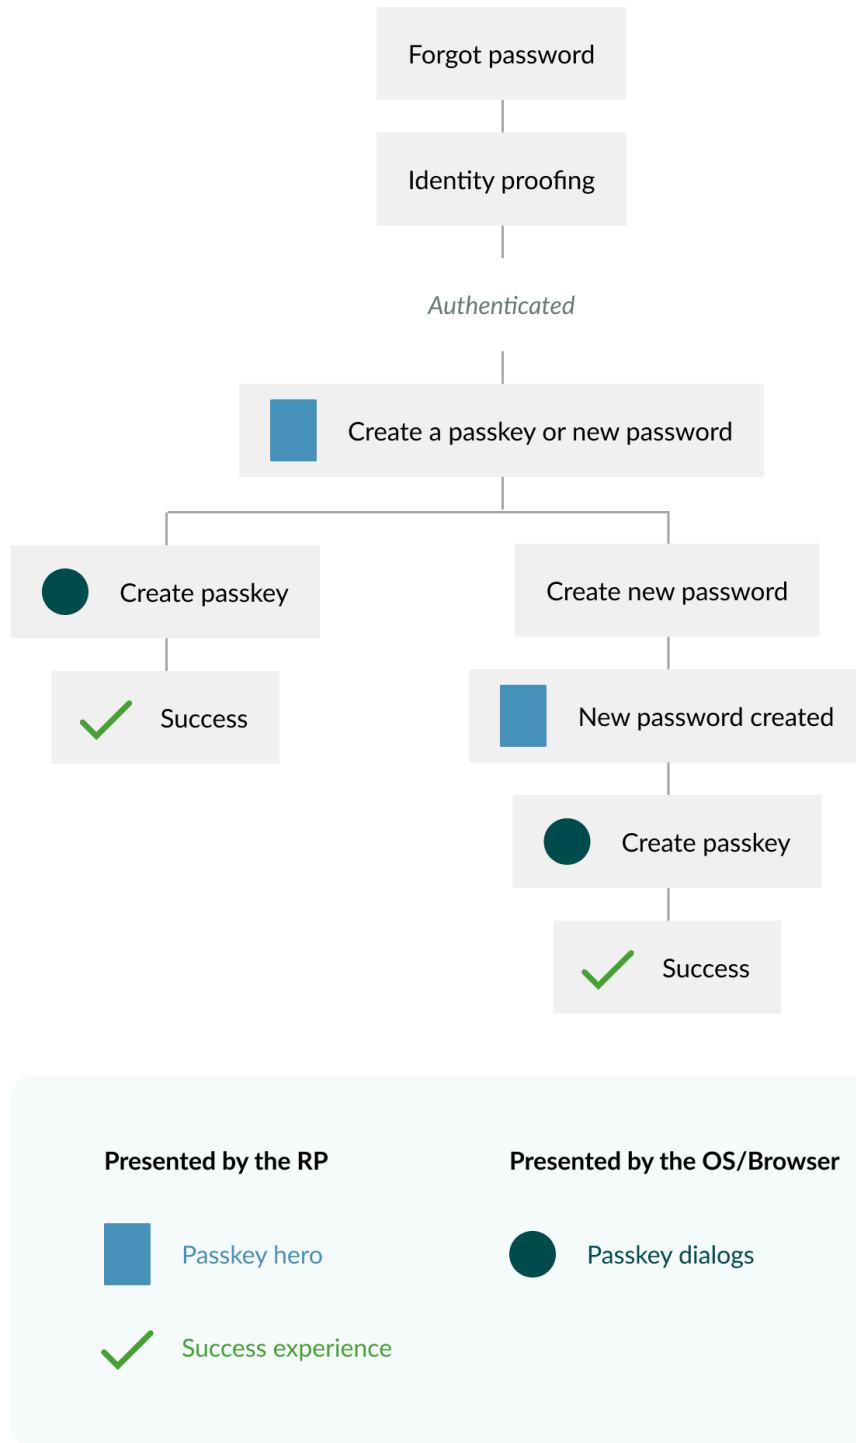 Forgot password
Identity proofing
Authenticated
Create a passkey or new password
Create passkey
Success
Create new password
New password created
Create passkey
Success
Presented by the RP
Passkey hero
Success experience
Presented by the OS/Browser
Passkey dialogs